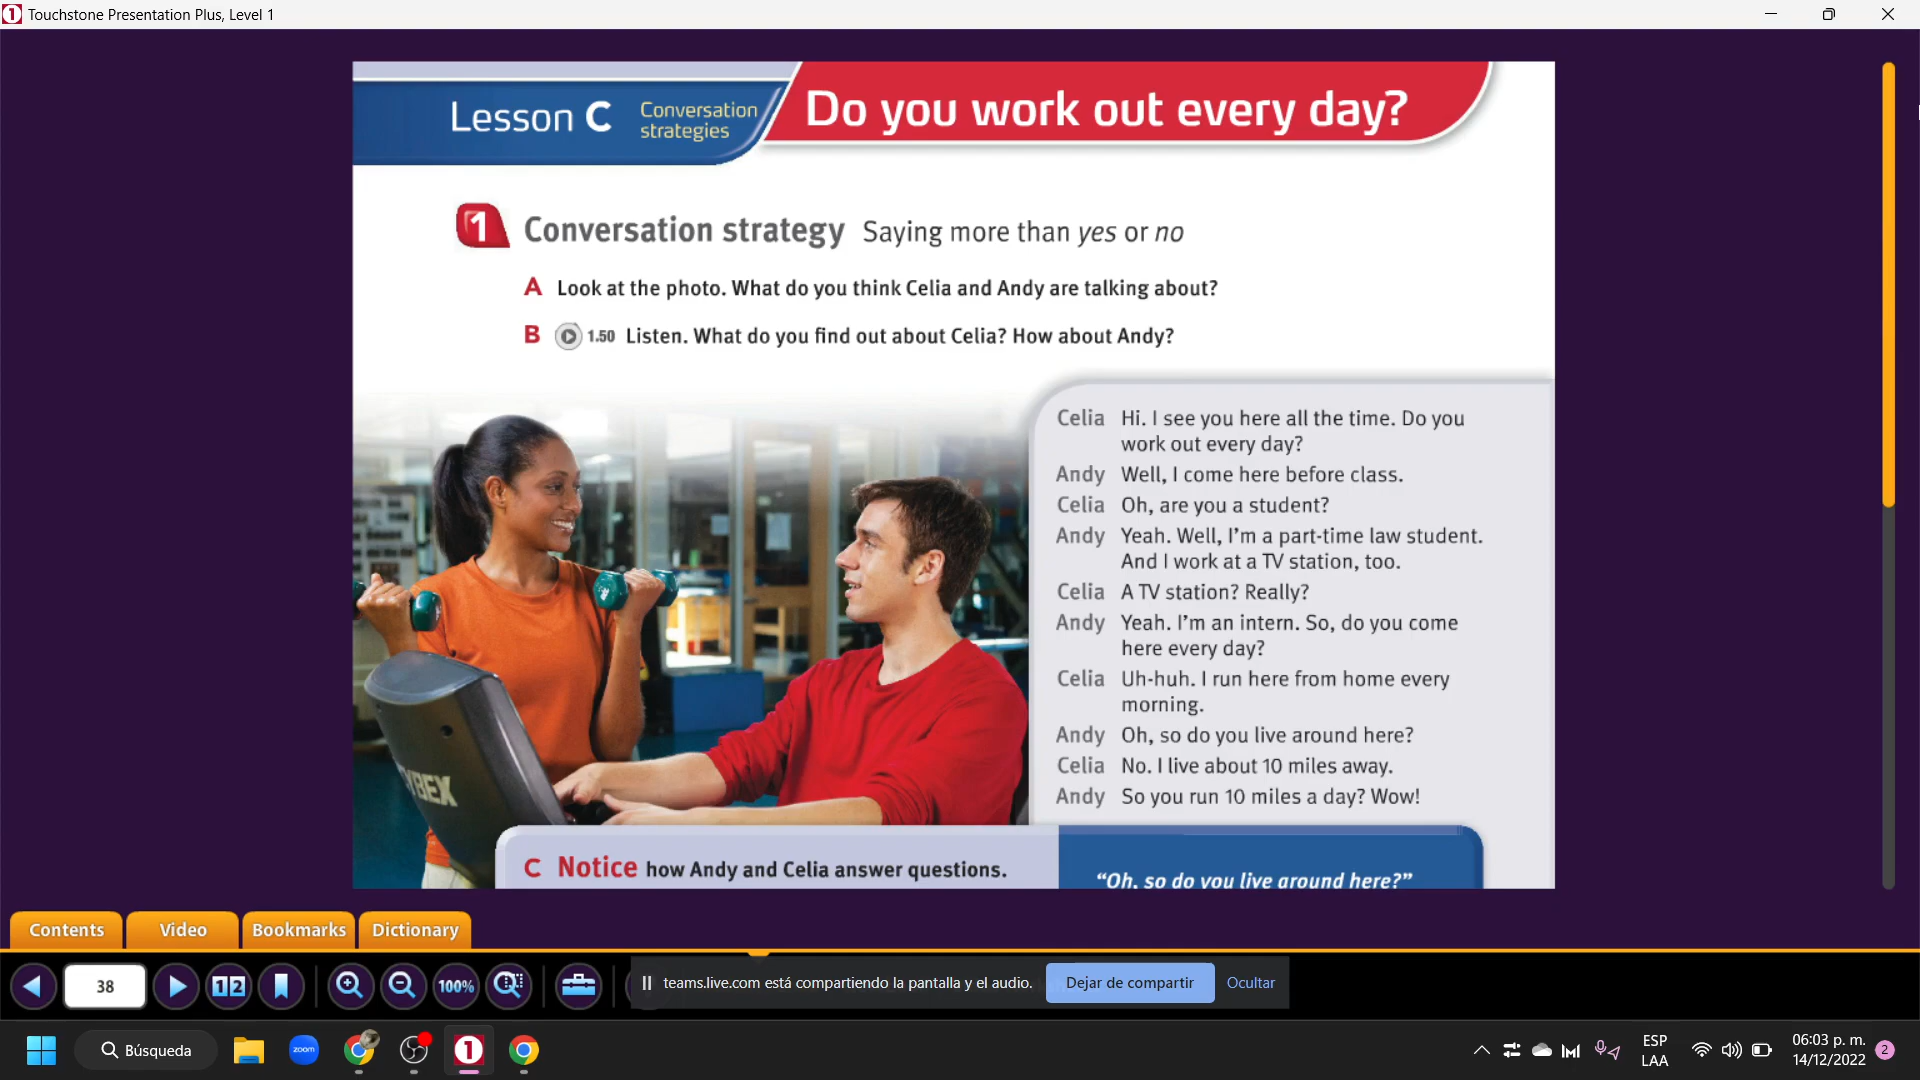 Touchstone Presentation Plus, Level 1
Lesson C
Conversation
strategies
Do you work out every day?
1 Conversation strategy Saying more than yes or no
A Look at the photo. What do you think Celia and Andy are talking about?
B 1.50 Listen. What do you find out about Celia? How about Andy?
Celia Hi. I see you here all the time. Do you
work out every day?
Andy Well, I come here before class.
Celia Oh, are you a student?
Andy Yeah. Well, I'm a part-time law student.
And I work at a TV station, too.
Celia A TV station? Really?
Andy Yeah. I'm an intern. So, do you come
here every day?
Celia Uh-huh. I run here from home every
morning.
Andy Oh, so do you live around here?
Celia No. I live about 10 miles away.
Andy So you run 10 miles a day? Wow!
CYBEX
C Notice how Andy and Celia answer questions.
“Oh, so do you live around here?”
Contents Video Bookmarks Dictionary
38 12 100%
teams.live.com está compartiendo la pantalla y el audio. Dejar de compartir Ocultar
Búsqueda
zoom
1
ESP
LAA
06:03 p. m.
14/12/2022
2